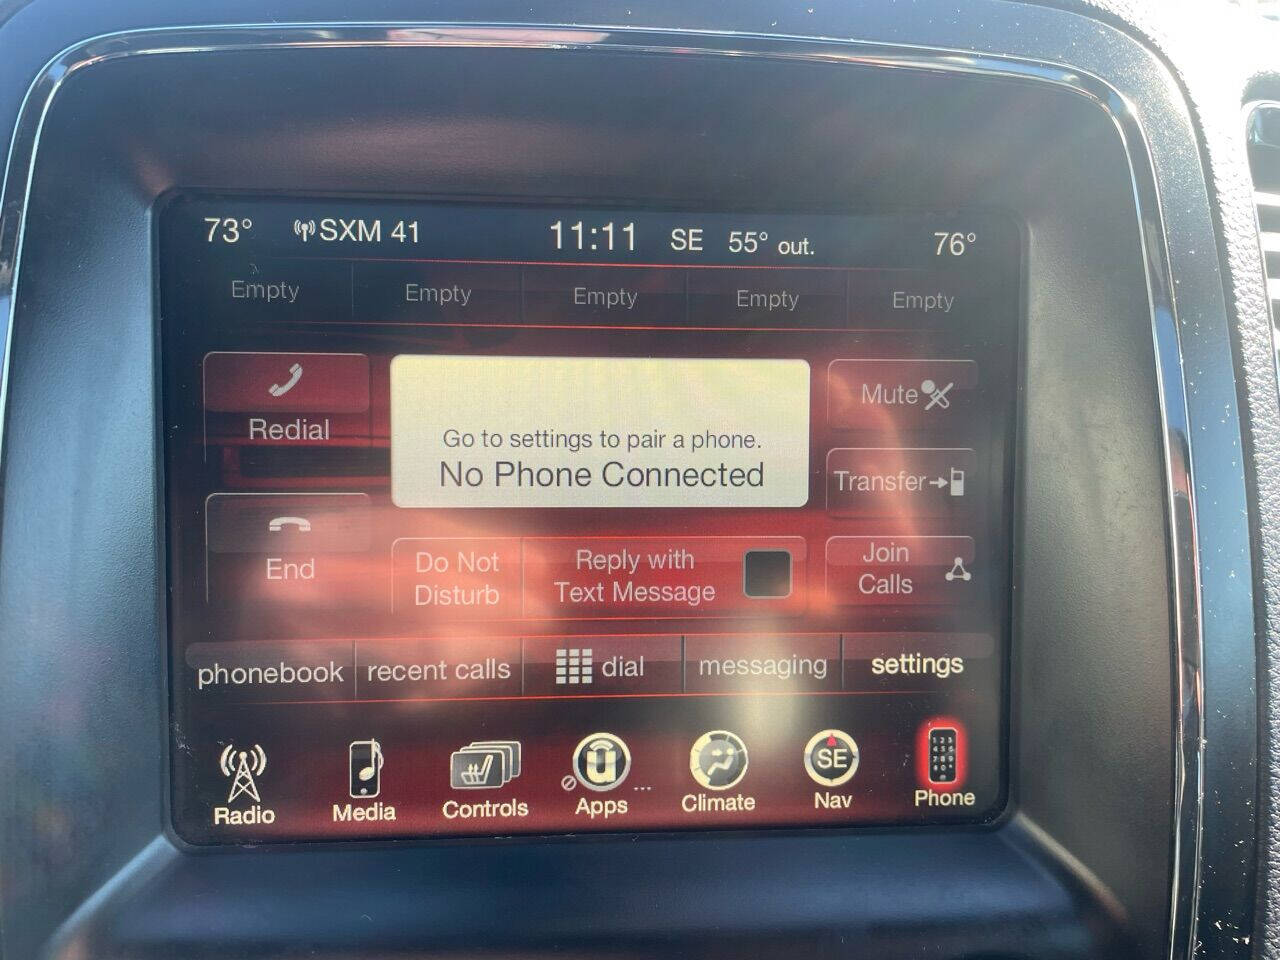 73° SXM 41 11:11 SE 55° out. 76°
Empty Empty Empty Empty Empty
Redial
Go to settings to pair a phone.
No Phone Connected
Mute
Transfer
End
Do Not
Disturb
Reply with
Text Message
Join
Calls
phonebook recent calls dial messaging settings
SE
Radio Media Controls Apps ... Climate Nav Phone